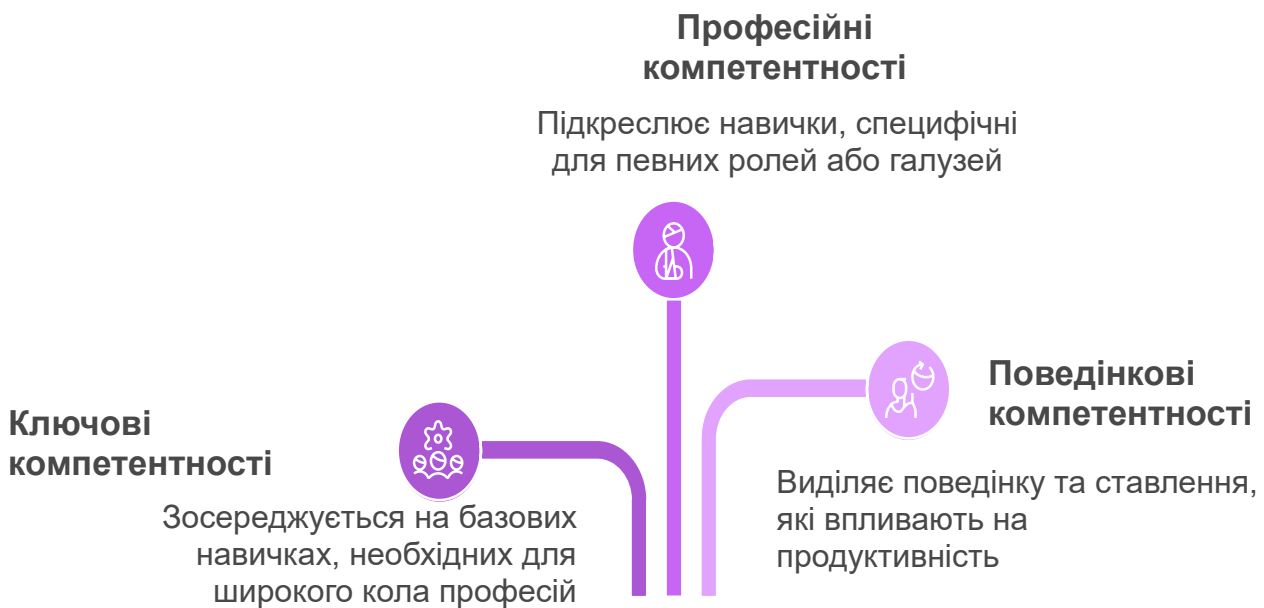 Професійні
компетентності
Підкреслює навички, специфічні
для певних ролей або галузей
Поведінкові
компетентності
Виділяє поведінку та ставлення,
які впливають на
продуктивність
Ключові
компетентності
Зосереджується на базових
навичках, необхідних для
широкого кола професій